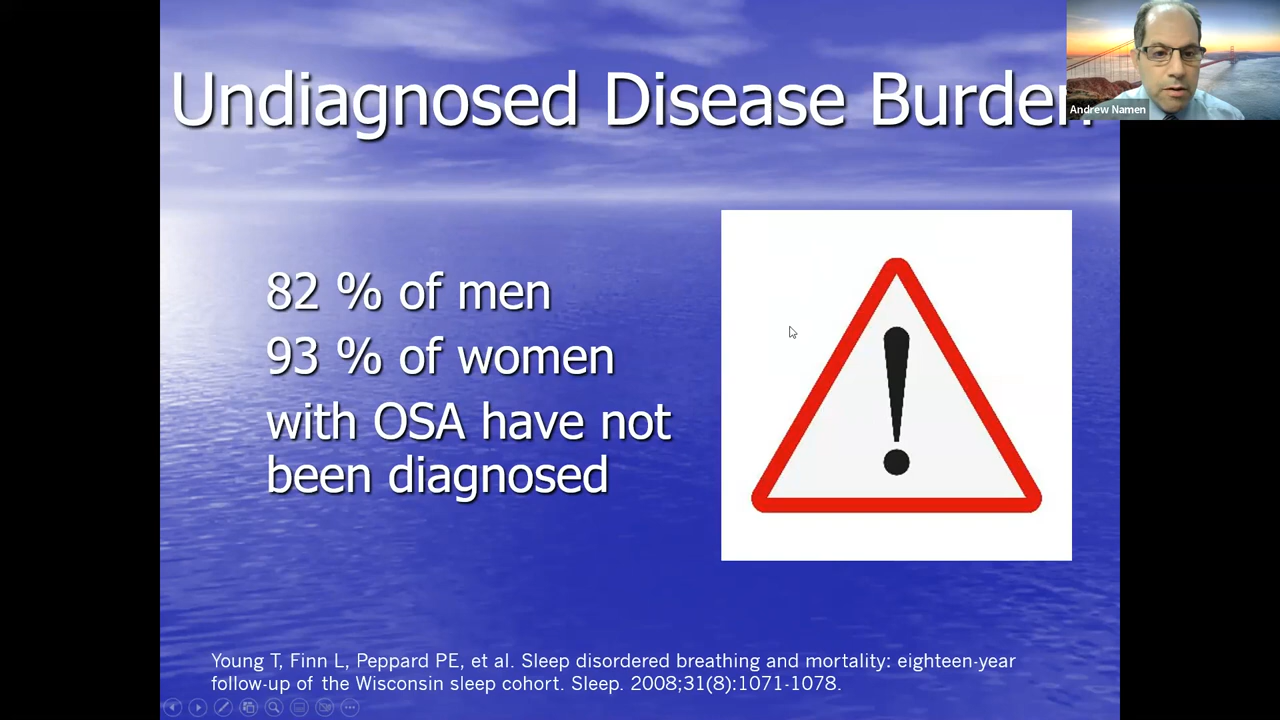 Undiagnosed Disease Burden
Andrew Namen
82 % of men
93 % of women
with OSA have not
been diagnosed
Young T, Finn L, Peppard PE, et al. Sleep disordered breathing and mortality: eighteen-year
follow-up of the Wisconsin sleep cohort. Sleep. 2008;31(8):1071-1078.